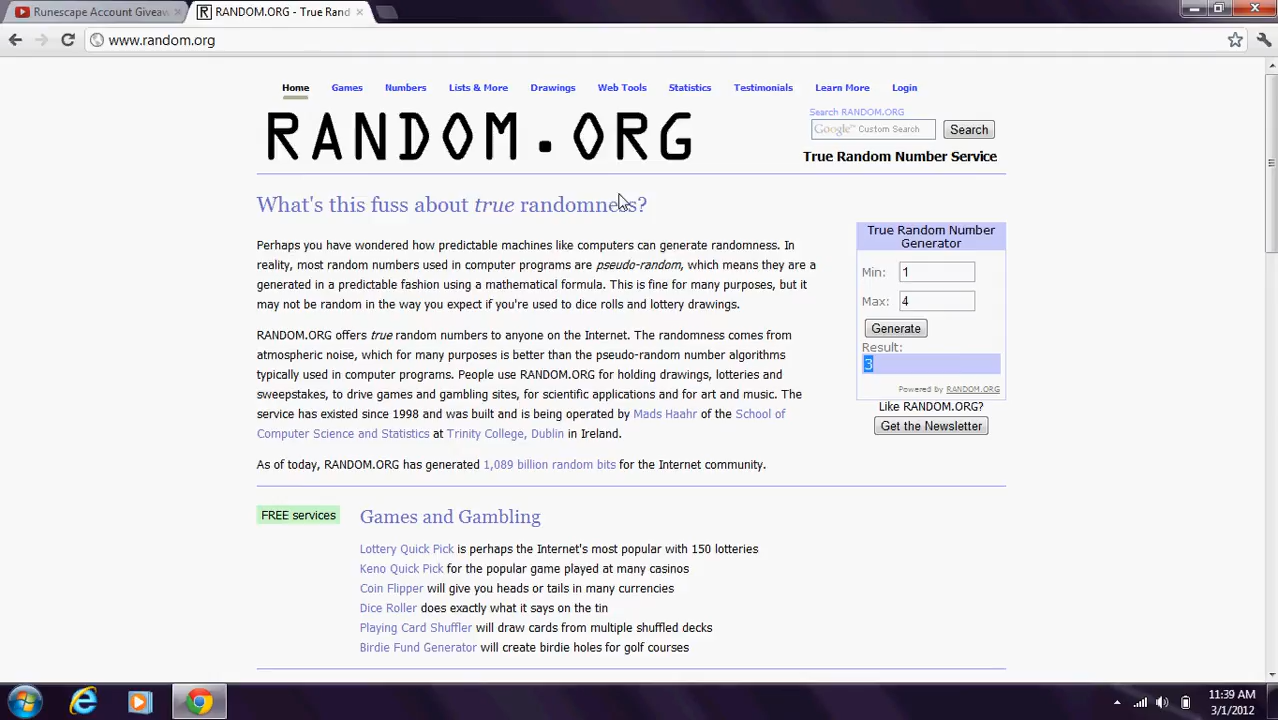 Runescape Account Giveaw
RANDOM.ORG - True Rand
www.random.org
Home Games Numbers Lists & More Drawings Web Tools Statistics Testimonials Learn More Login
RANDOM.ORG
Search RANDOM.ORG
Google™ Custom Search Search
True Random Number Service
What's this fuss about true randomness?
Perhaps you have wondered how predictable machines like computers can generate randomness. In
reality, most random numbers used in computer programs are pseudo-random, which means they are a
generated in a predictable fashion using a mathematical formula. This is fine for many purposes, but it
may not be random in the way you expect if you're used to dice rolls and lottery drawings.
RANDOM.ORG offers true random numbers to anyone on the Internet. The randomness comes from
atmospheric noise, which for many purposes is better than the pseudo-random number algorithms
typically used in computer programs. People use RANDOM.ORG for holding drawings, lotteries and
sweepstakes, to drive games and gambling sites, for scientific applications and for art and music. The
service has existed since 1998 and was built and is being operated by Mads Haahr of the School of
Computer Science and Statistics at Trinity College, Dublin in Ireland.
As of today, RANDOM.ORG has generated 1,089 billion random bits for the Internet community.
True Random Number
Generator
Min: 1
Max: 4
Generate
Result:
3
Powered by RANDOM.ORG
Like RANDOM.ORG?
Get the Newsletter
FREE services
Games and Gambling
Lottery Quick Pick is perhaps the Internet's most popular with 150 lotteries
Keno Quick Pick for the popular game played at many casinos
Coin Flipper will give you heads or tails in many currencies
Dice Roller does exactly what it says on the tin
Playing Card Shuffler will draw cards from multiple shuffled decks
Birdie Fund Generator will create birdie holes for golf courses
11:39 AM
3/1/2012